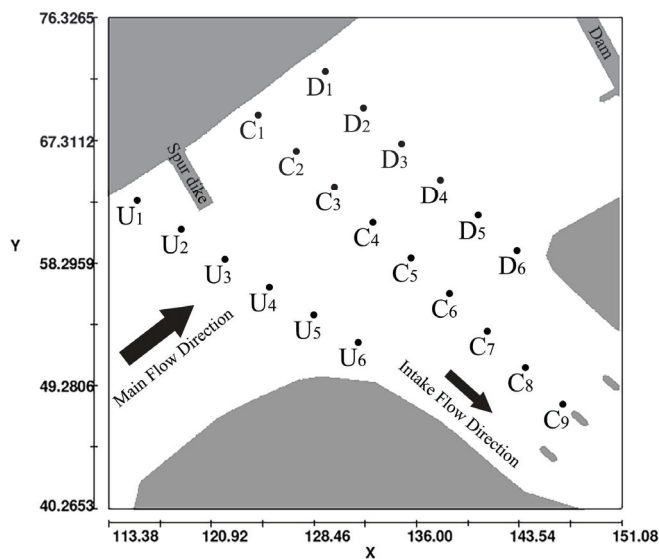 76.3265
67.3112
58.2959
49.2806
40.2653
Y
Dam
D1
D2
D3
D4
D5
D6
C1
C2
C3
C4
C5
C6
C7
C8
C9
Spur dike
U1
U2
U3
U4
U5
U6
Main Flow Direction
Intake Flow Direction
113.38 120.92 128.46 136.00 143.54 151.08
X